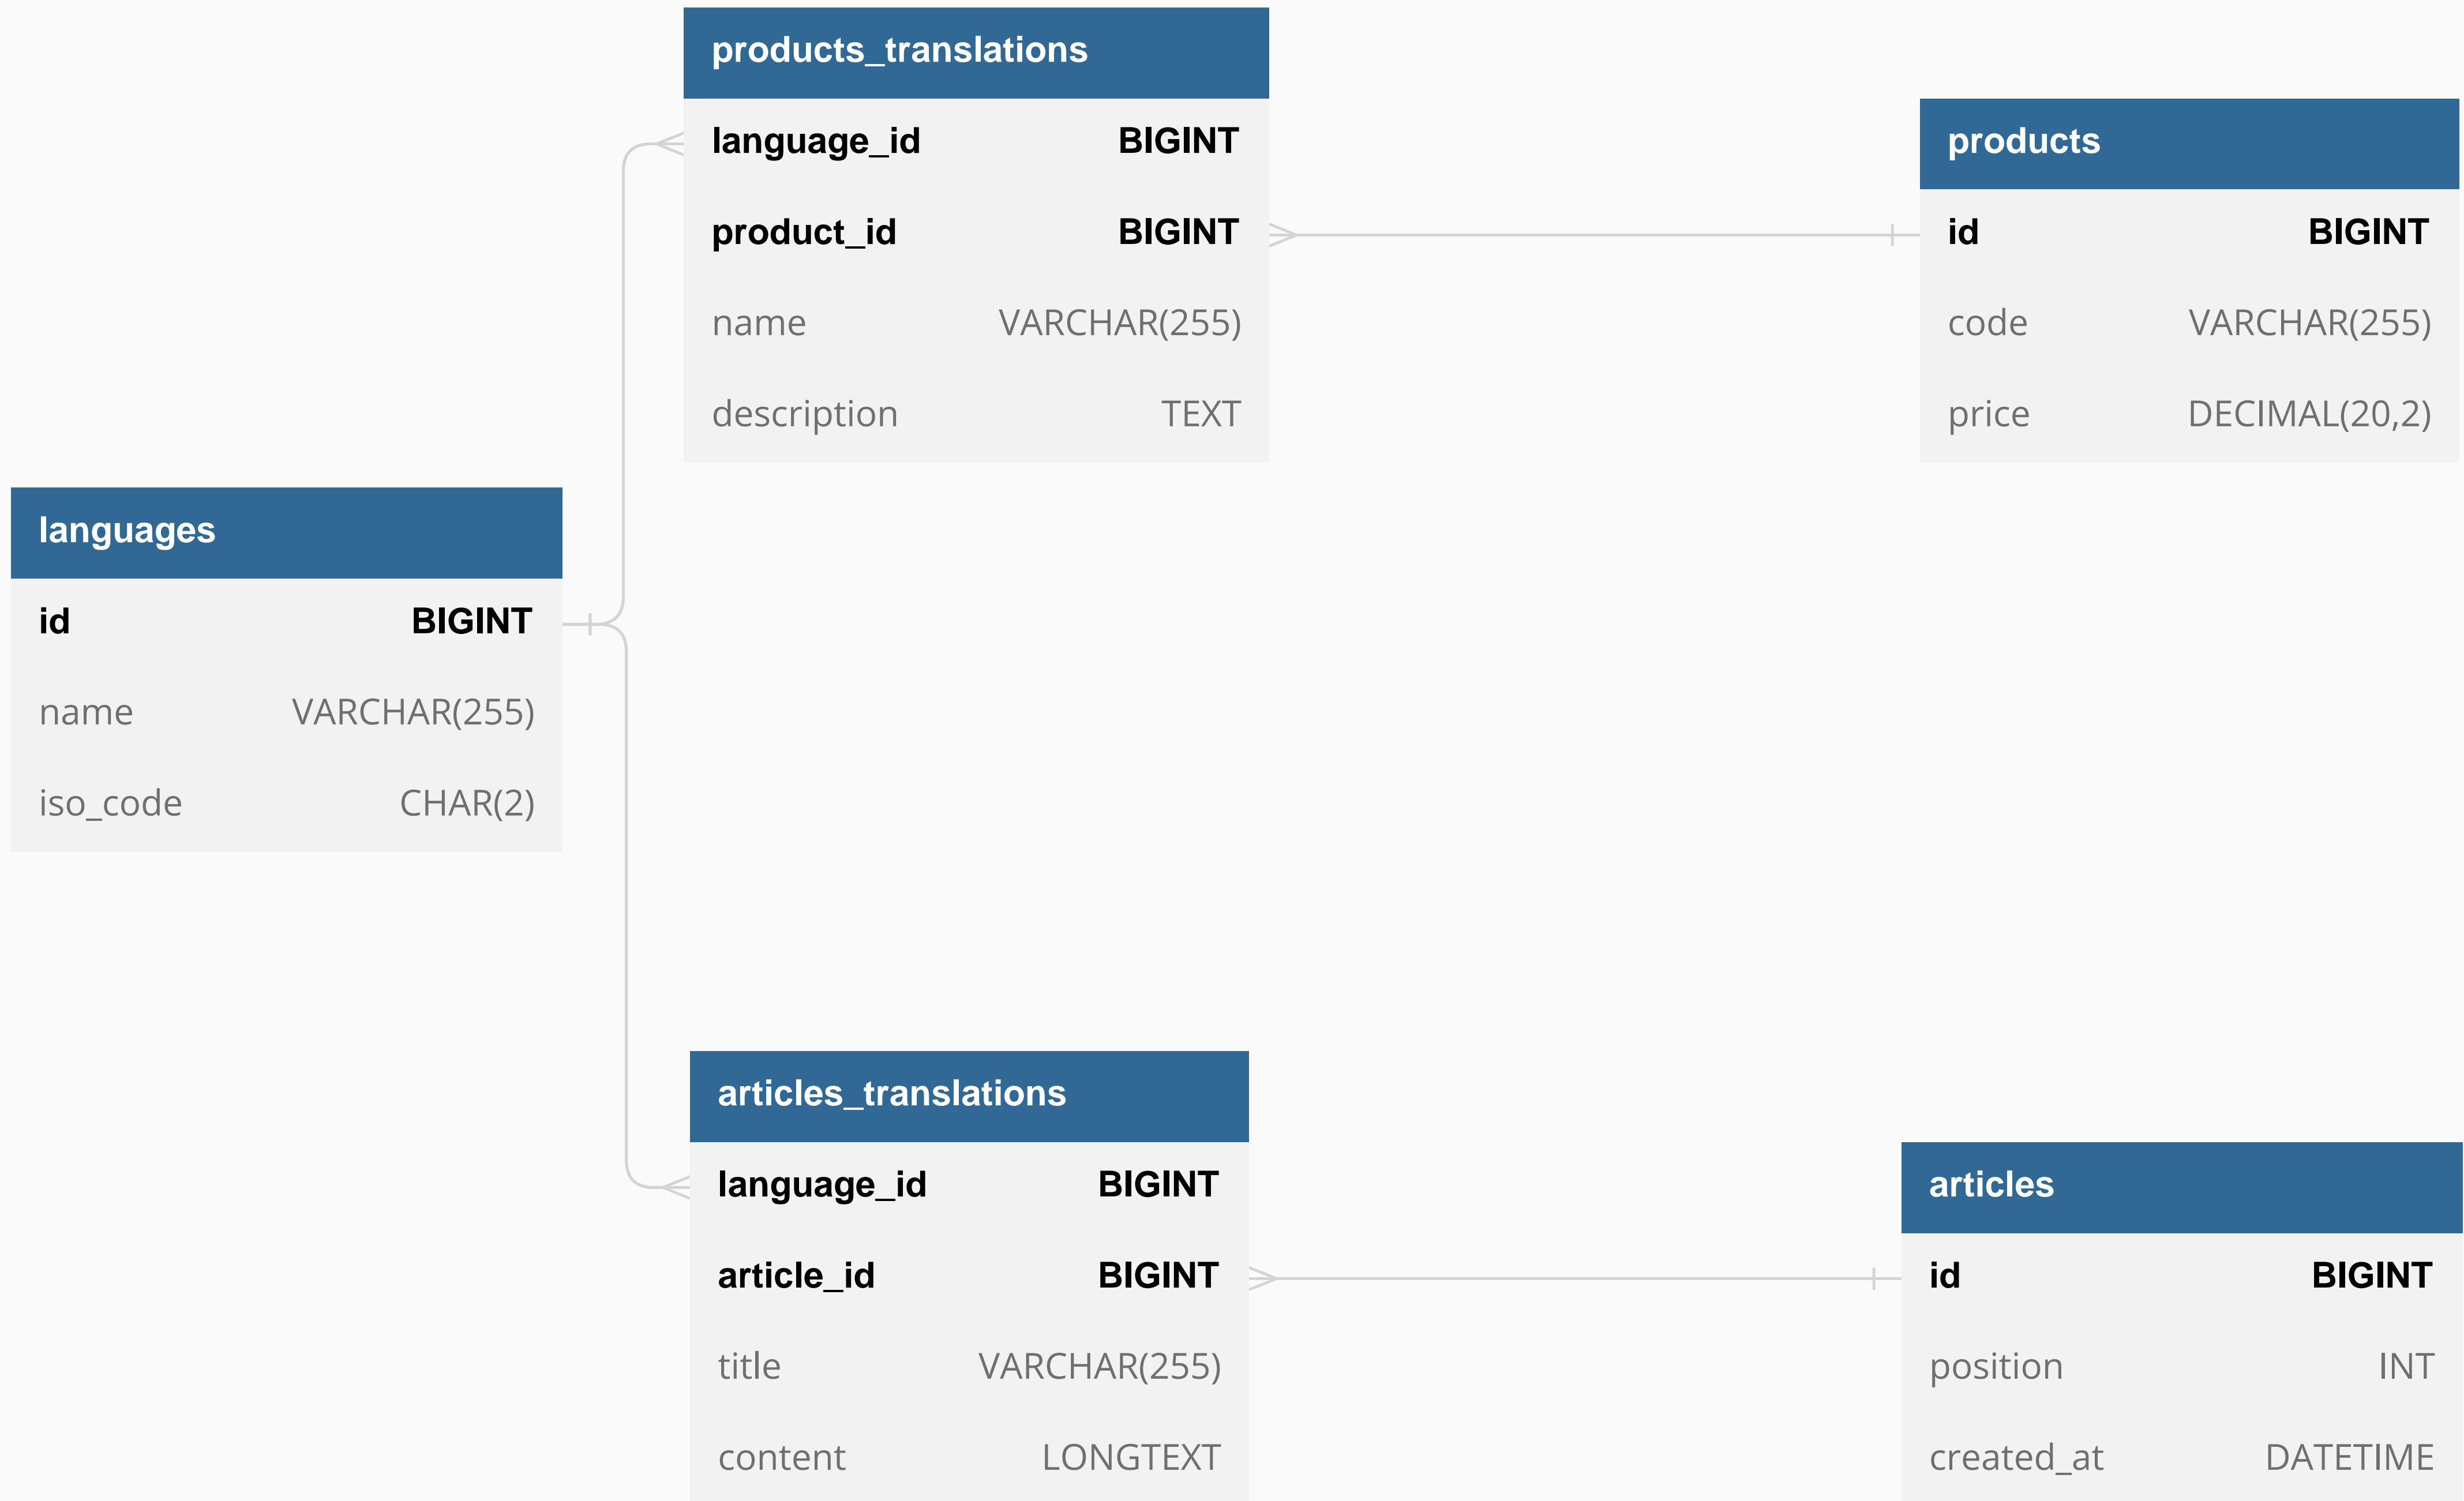 products_translations
language_id BIGINT
product_id BIGINT
name VARCHAR(255)
description TEXT
products
id BIGINT
code VARCHAR(255)
price DECIMAL(20,2)
languages
id BIGINT
name VARCHAR(255)
iso_code CHAR(2)
articles_translations
language_id BIGINT
article_id BIGINT
title VARCHAR(255)
content LONGTEXT
articles
id BIGINT
position INT
created_at DATETIME